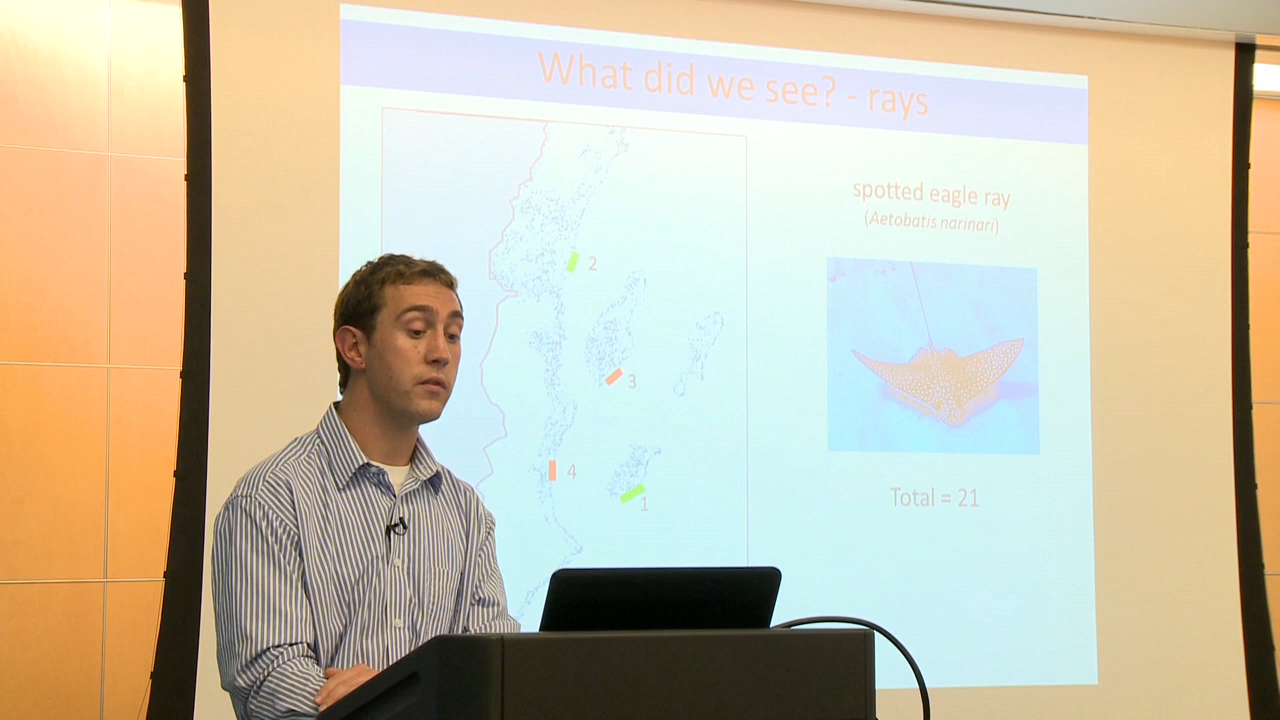 What did we see? - rays
spotted eagle ray
(Aetobatis narinari)
2
3
4
1
Total = 21